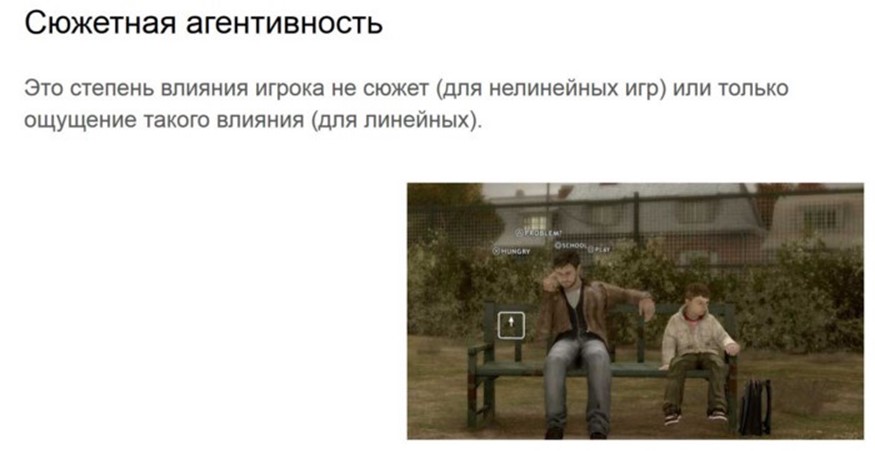 Сюжетная агентивность
Это степень влияния игрока не сюжет (для нелинейных игр) или только
ощущение такого влияния (для линейных).
PROBLEM?
HUNGRY
SCHOOL
PLAY